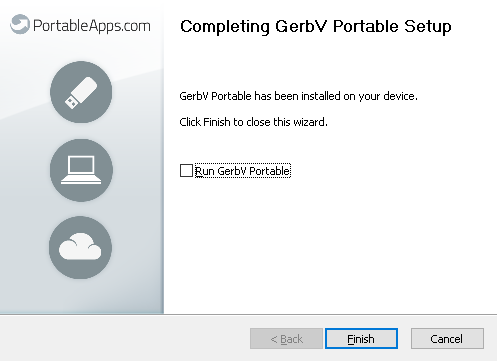 PortableApps.com
Completing GerbV Portable Setup
GerbV Portable has been installed on your device.
Click Finish to close this wizard.
Run GerbV Portable
< Back
Finish
Cancel